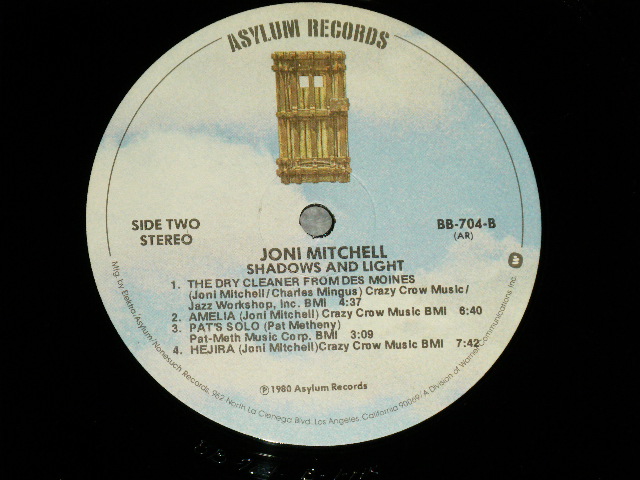 ASYLUM RECORDS
SIDE TWO
STEREO
BB-704-B
(AR)
JONI MITCHELL
SHADOWS AND LIGHT
1. THE DRY CLEANER FROM DES MOINES
(Joni Mitchell/Charles Mingus) Crazy Crow Music/
Jazz Workshop, Inc. BMI 4:37
2. AMELIA (Joni Mitchell) Crazy Crow Music BMI 6:40
3. PAT'S SOLO (Pat Metheny)
Pat-Meth Music Corp. BMI 3:09
4. HEJIRA (Joni Mitchell)Crazy Crow Music BMI 7:42
℗ 1980 Asylum Records
Mfg. by Elektra/Asylum/Nonesuch Records, 962 North La Cienega Blvd. Los Angeles, California 90069/A Division of Warner Communications Inc.